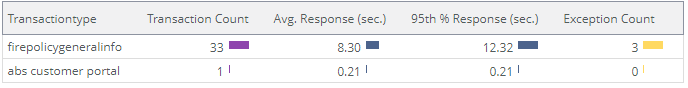 Transactiontype Transaction Count Avg. Response (sec.) 95th % Response (sec.) Exception Count
firepolicygeneralinfo 33 8.30 12.32 3
abs customer portal 1 0.21 0.21 0